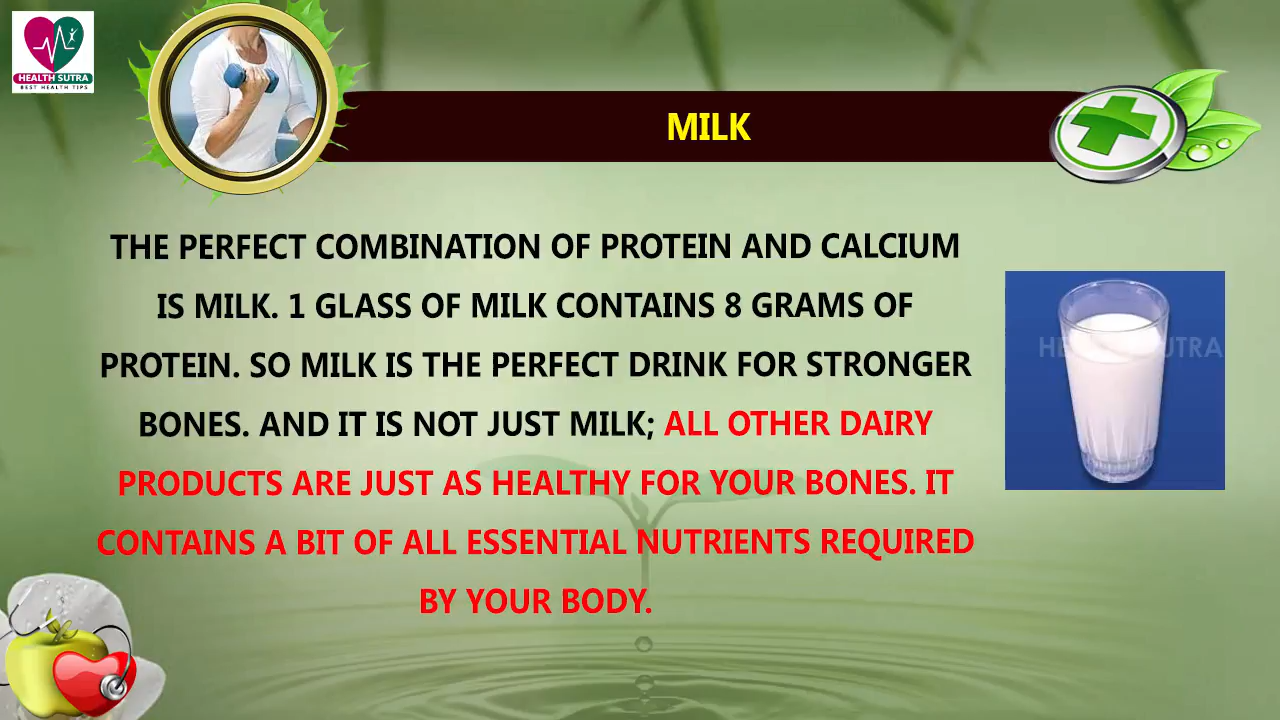 HEALTH SUTRA
BEST HEALTH TIPS
MILK
THE PERFECT COMBINATION OF PROTEIN AND CALCIUM
IS MILK. 1 GLASS OF MILK CONTAINS 8 GRAMS OF
PROTEIN. SO MILK IS THE PERFECT DRINK FOR STRONGER
BONES. AND IT IS NOT JUST MILK; ALL OTHER DAIRY
PRODUCTS ARE JUST AS HEALTHY FOR YOUR BONES. IT
CONTAINS A BIT OF ALL ESSENTIAL NUTRIENTS REQUIRED
BY YOUR BODY.